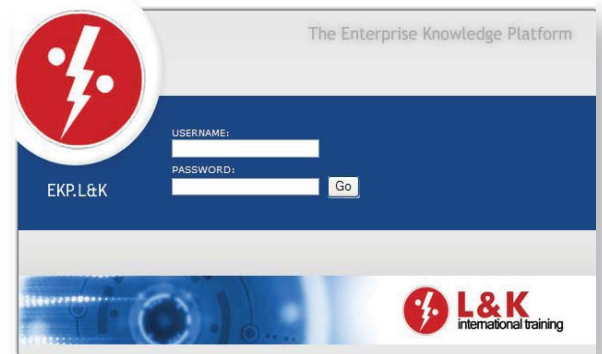 The Enterprise Knowledge Platform
USERNAME:
PASSWORD:
Go
EKP.L&K
L&K
international training